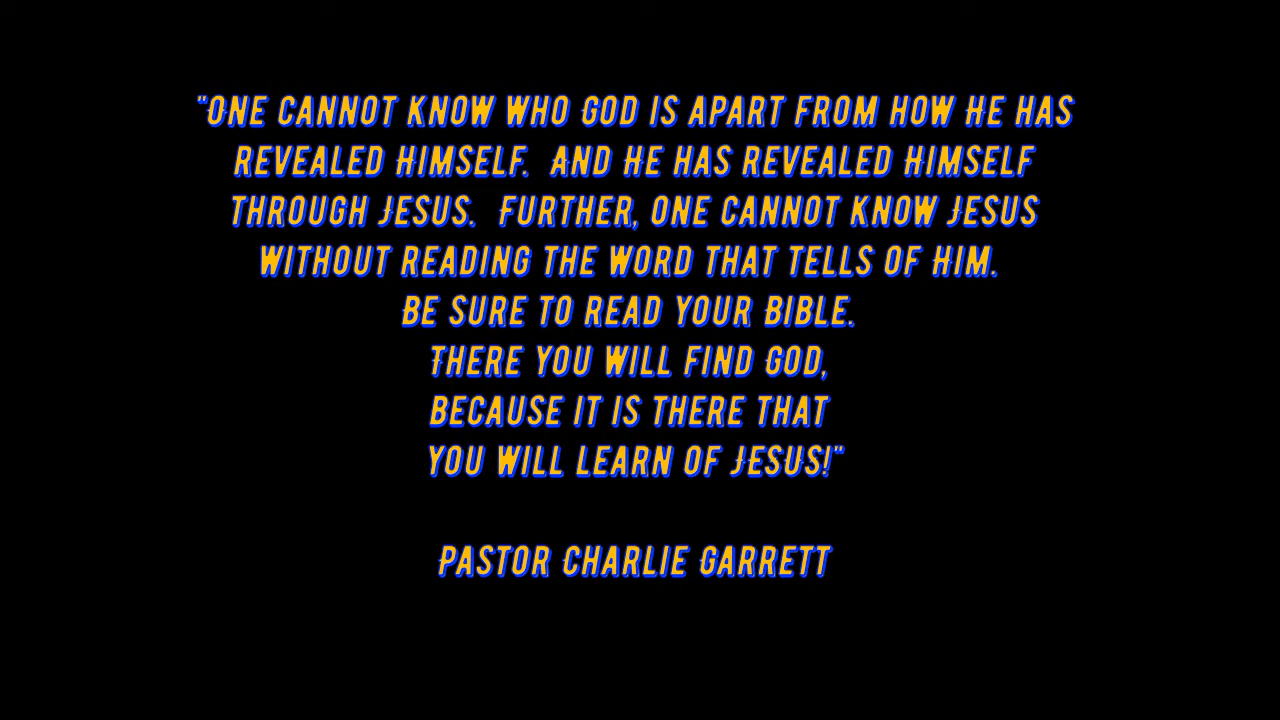 "One cannot know who God is apart from how He has
revealed Himself.  And He has revealed Himself
through Jesus.  Further, one cannot know Jesus
without reading the word that tells of Him.
Be sure to read your Bible.
There you will find God,
because it is there that
you will learn of Jesus!"
Pastor Charlie Garrett